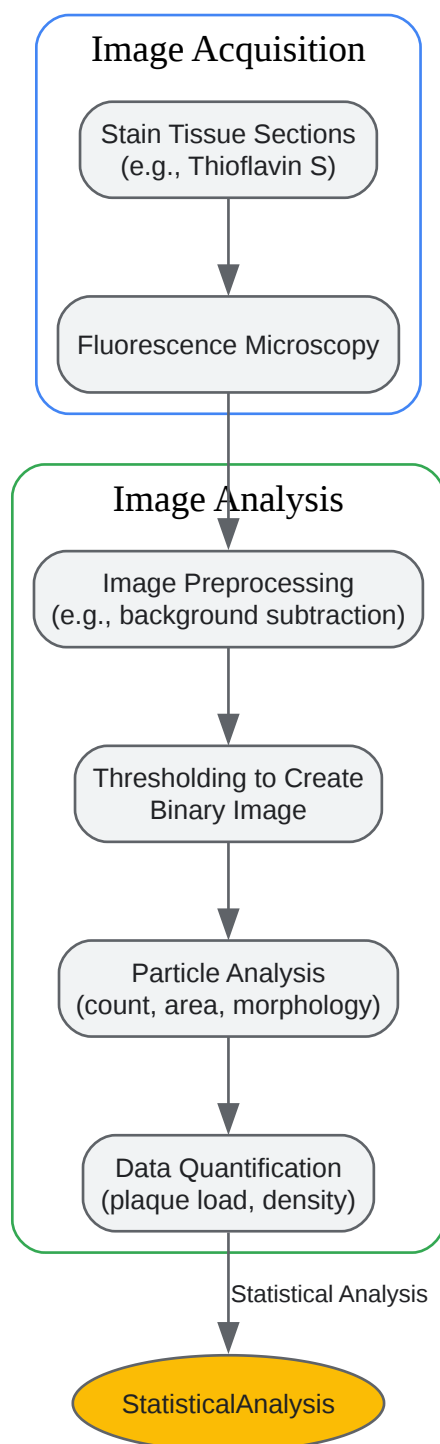 Image Acquisition
Stain Tissue Sections
(e.g., Thioflavin S)
Fluorescence Microscopy
Image Analysis
Image Preprocessing
(e.g., background subtraction)
Thresholding to Create
Binary Image
Particle Analysis
(count, area, morphology)
Data Quantification
(plaque load, density)
Statistical Analysis
StatisticalAnalysis